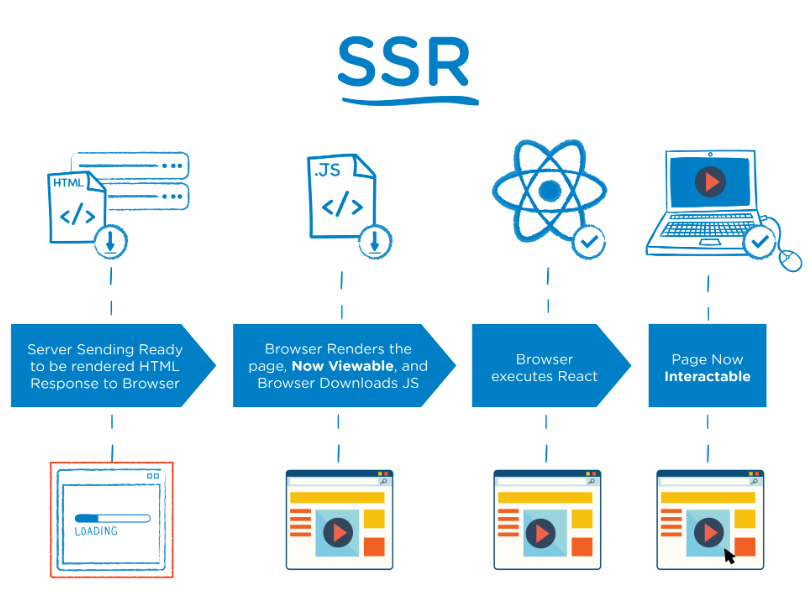 SSR
HTML
</>
.JS
</>
Server Sending Ready
to be rendered HTML
Response to Browser
Browser Renders the
page, Now Viewable, and
Browser Downloads JS
Browser
executes React
Page Now
Interactable
LOADING